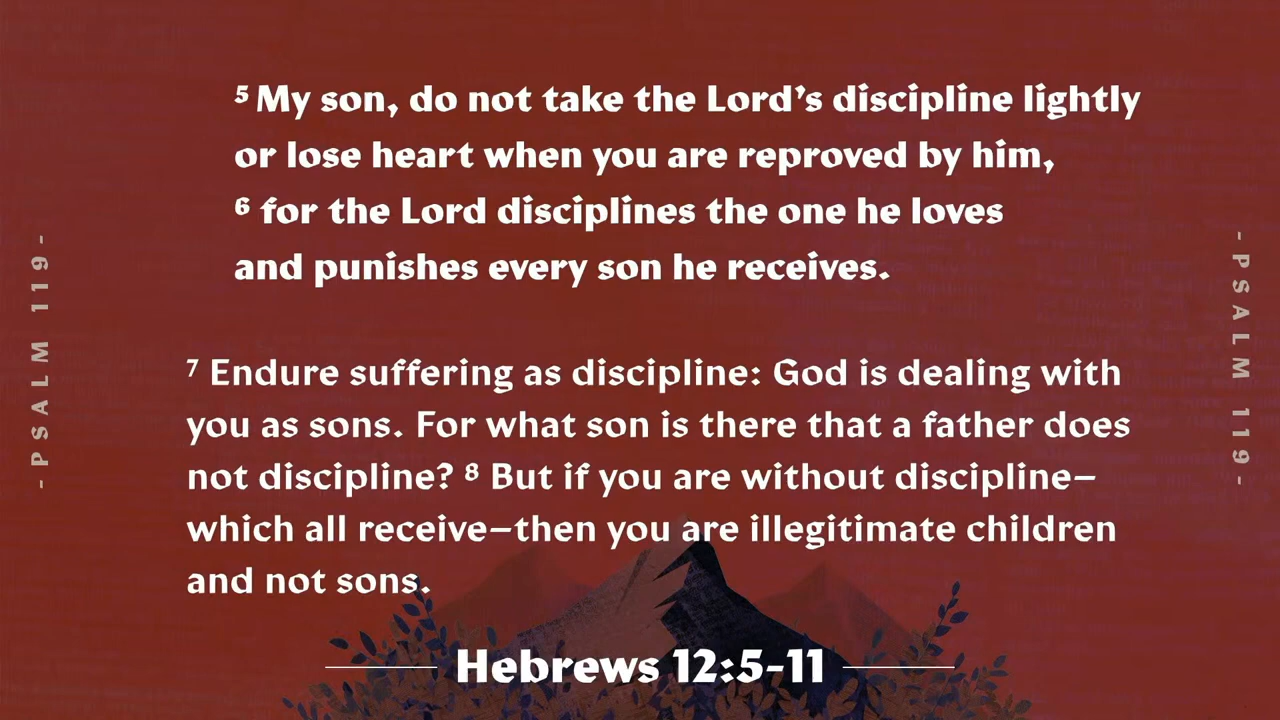 ⁵ My son, do not take the Lord’s discipline lightly
or lose heart when you are reproved by him,
⁶ for the Lord disciplines the one he loves
and punishes every son he receives.
⁷ Endure suffering as discipline: God is dealing with
you as sons. For what son is there that a father does
not discipline? ⁸ But if you are without discipline—
which all receive—then you are illegitimate children
and not sons.
Hebrews 12:5-11
- PSALM 119 -
- PSALM 119 -